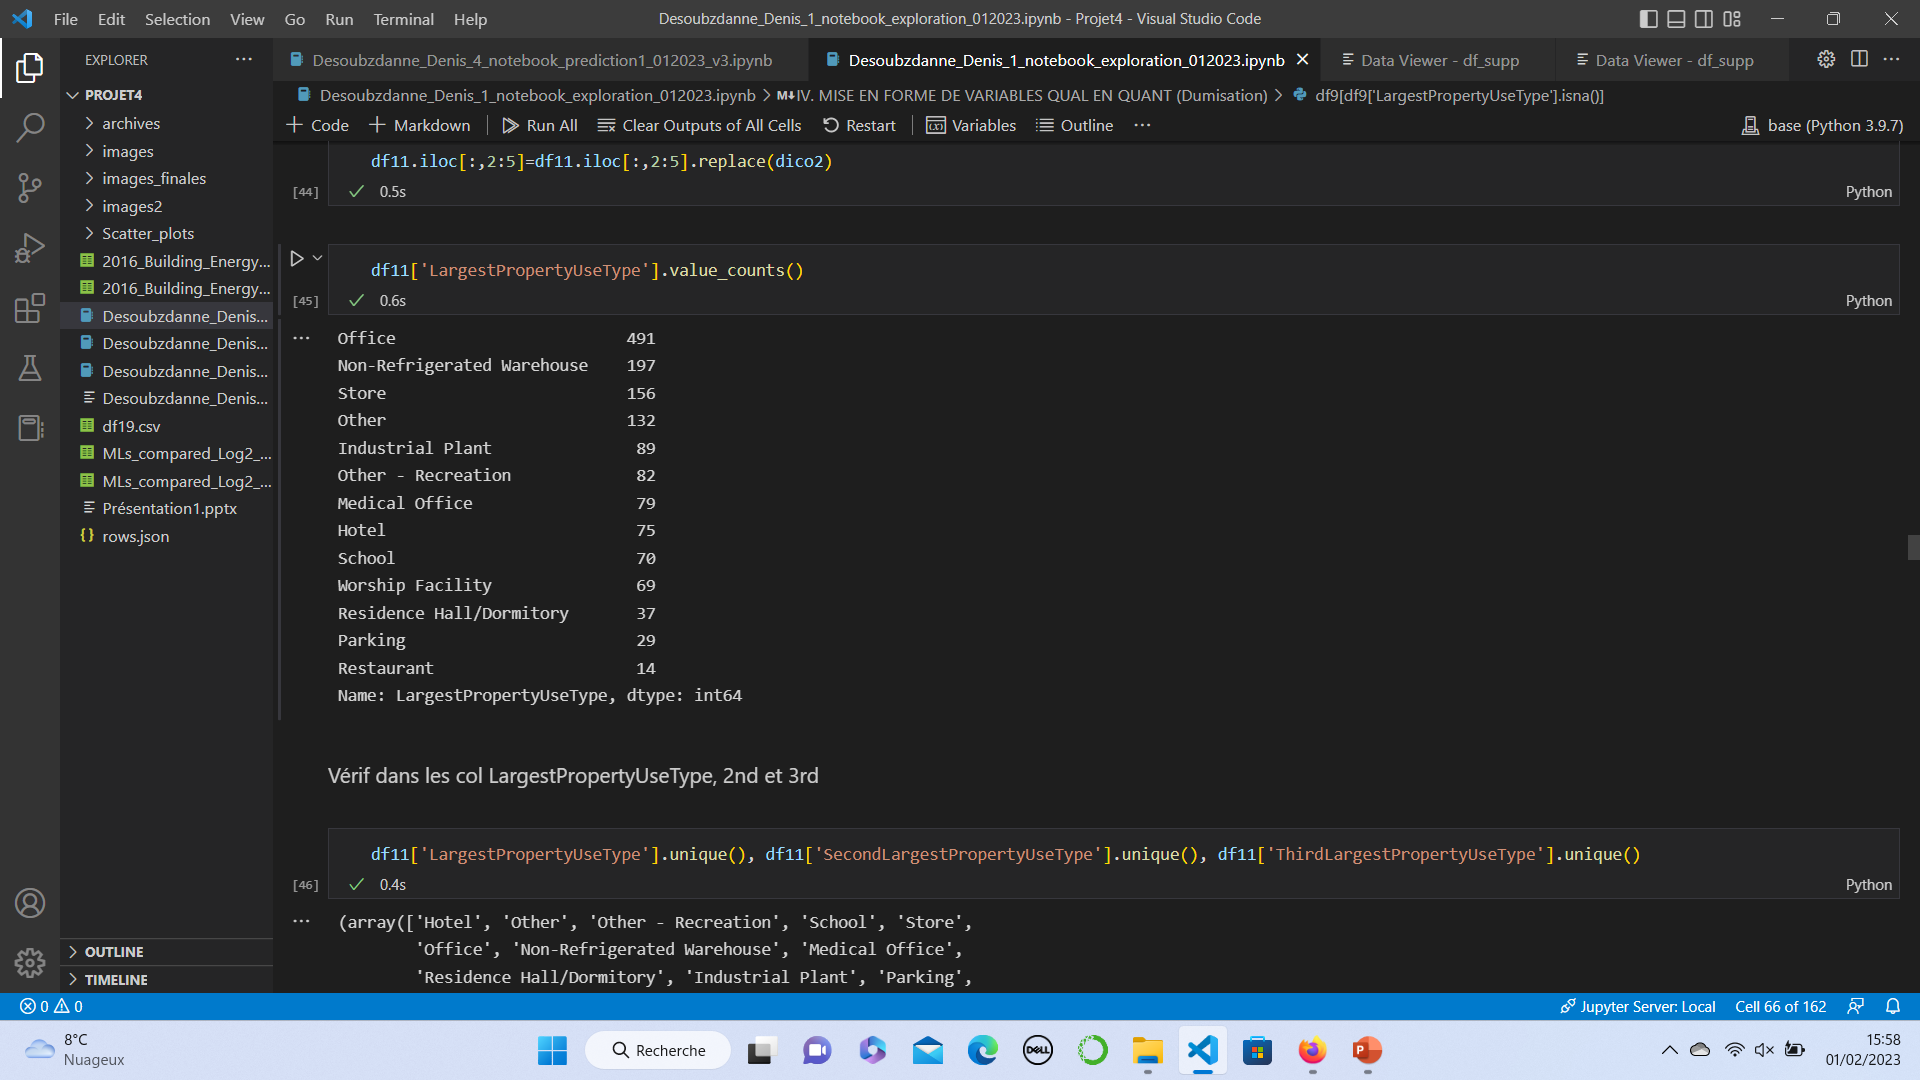 File Edit Selection View Go Run Terminal Help
Desoubzdanne_Denis_1_notebook_exploration_012023.ipynb - Projet4 - Visual Studio Code
EXPLORER
PROJET4
archives
images
images_finales
images2
Scatter_plots
2016_Building_Energy...
2016_Building_Energy...
Desoubzdanne_Denis...
Desoubzdanne_Denis...
Desoubzdanne_Denis...
Desoubzdanne_Denis...
df19.csv
MLs_compared_Log2_...
MLs_compared_Log2_...
Présentation1.pptx
rows.json
OUTLINE
TIMELINE
Desoubzdanne_Denis_4_notebook_prediction1_012023_v3.ipynb
Desoubzdanne_Denis_1_notebook_exploration_012023.ipynb
Data Viewer - df_supp
Data Viewer - df_supp
Desoubzdanne_Denis_1_notebook_exploration_012023.ipynb > M↓IV. MISE EN FORME DE VARIABLES QUAL EN QUANT (Dumisation) > df9[df9['LargestPropertyUseType'].isna()]
+ Code + Markdown Run All Clear Outputs of All Cells Restart Variables Outline ... base (Python 3.9.7)
df11.iloc[:,2:5]=df11.iloc[:,2:5].replace(dico2)
[44] 0.5s Python
df11['LargestPropertyUseType'].value_counts()
[45] 0.6s Python
Office 491
Non-Refrigerated Warehouse 197
Store 156
Other 132
Industrial Plant 89
Other - Recreation 82
Medical Office 79
Hotel 75
School 70
Worship Facility 69
Residence Hall/Dormitory 37
Parking 29
Restaurant 14
Name: LargestPropertyUseType, dtype: int64
Vérif dans les col LargestPropertyUseType, 2nd et 3rd
df11['LargestPropertyUseType'].unique(), df11['SecondLargestPropertyUseType'].unique(), df11['ThirdLargestPropertyUseType'].unique()
[46] 0.4s Python
(array(['Hotel', 'Other', 'Other - Recreation', 'School', 'Store',
'Office', 'Non-Refrigerated Warehouse', 'Medical Office',
'Residence Hall/Dormitory', 'Industrial Plant', 'Parking',
0 0
Jupyter Server: Local Cell 66 of 162
8°C
Nuageux
Recherche
DELL
15:58
01/02/2023